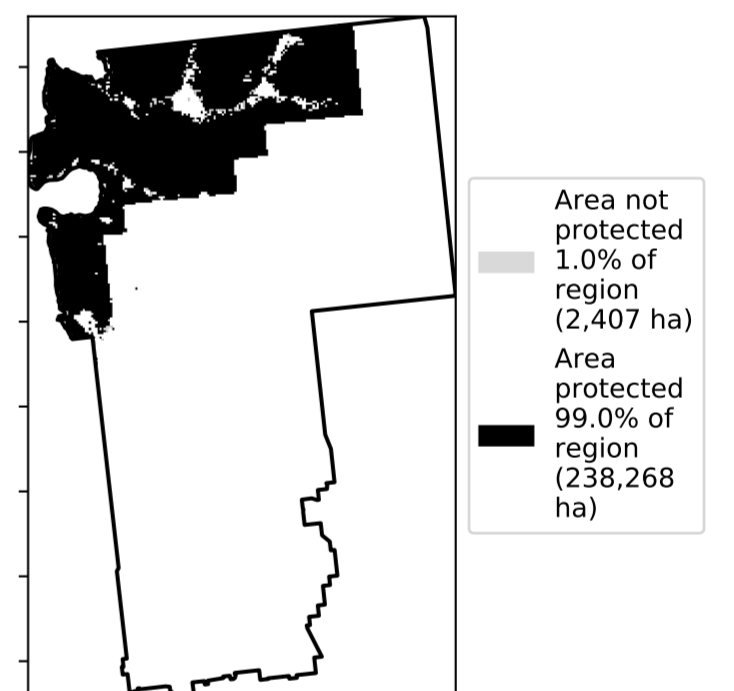 Area not
protected
1.0% of
region
(2,407 ha)
Area
protected
99.0% of
region
(238,268
ha)